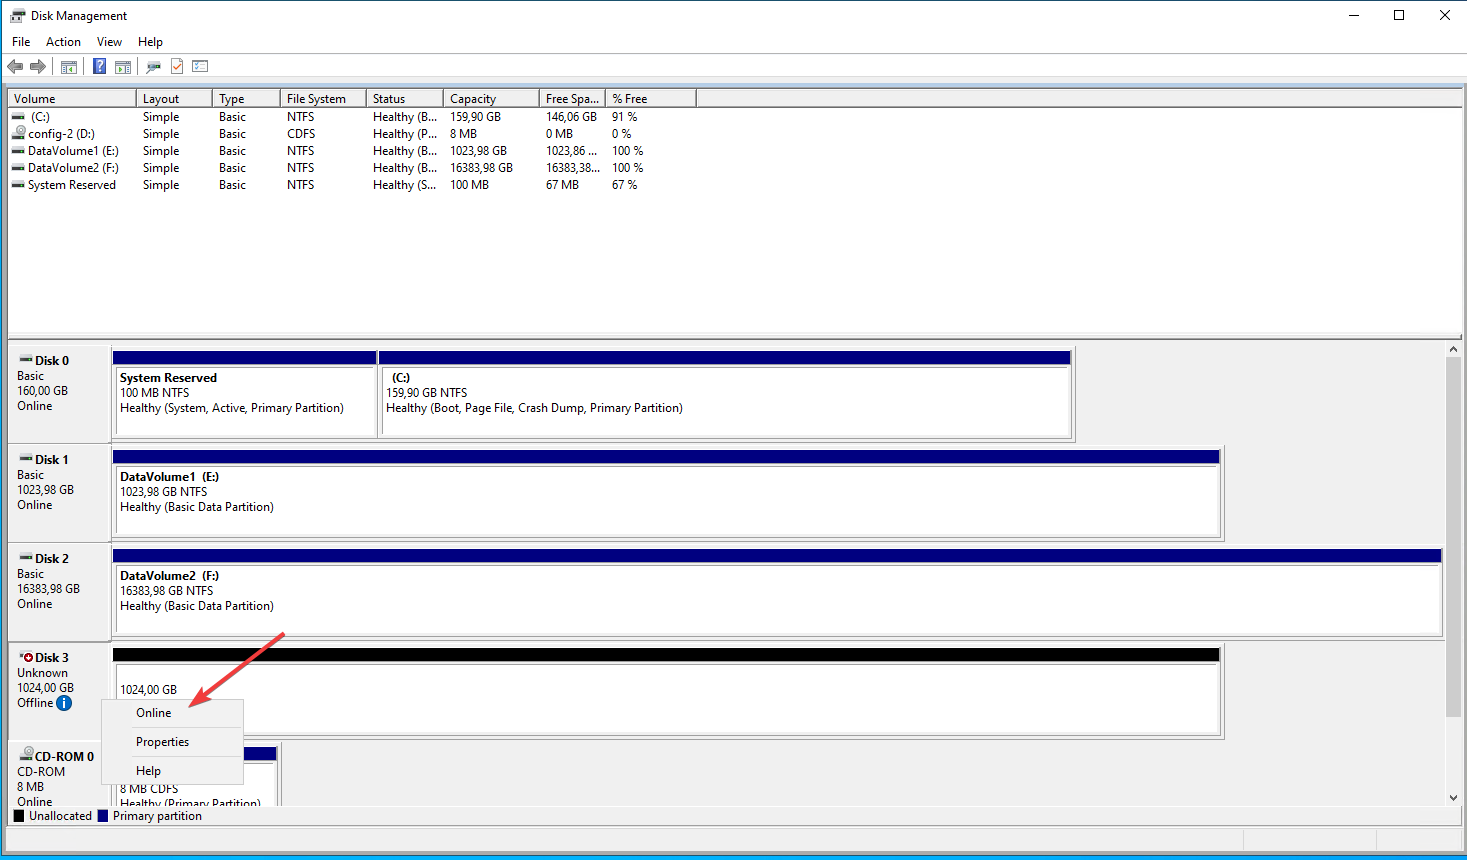 Disk Management
File Action View Help
Volume Layout Type File System Status Capacity Free Spa... % Free
(C:) Simple Basic NTFS Healthy (B... 159,90 GB 146,06 GB 91 %
config-2 (D:) Simple Basic CDFS Healthy (P... 8 MB 0 MB 0 %
DataVolume1 (E:) Simple Basic NTFS Healthy (B... 1023,98 GB 1023,86 ... 100 %
DataVolume2 (F:) Simple Basic NTFS Healthy (B... 16383,98 GB 16383,38... 100 %
System Reserved Simple Basic NTFS Healthy (S... 100 MB 67 MB 67 %
Disk 0
Basic
160,00 GB
Online
System Reserved
100 MB NTFS
Healthy (System, Active, Primary Partition)
(C:)
159,90 GB NTFS
Healthy (Boot, Page File, Crash Dump, Primary Partition)
Disk 1
Basic
1023,98 GB
Online
DataVolume1 (E:)
1023,98 GB NTFS
Healthy (Basic Data Partition)
Disk 2
Basic
16383,98 GB
Online
DataVolume2 (F:)
16383,98 GB NTFS
Healthy (Basic Data Partition)
Disk 3
Unknown
1024,00 GB
Offline
1024,00 GB
Online
Properties
Help
CD-ROM 0
CD-ROM
8 MB
Online
8 MB CDFS
Healthy (Primary Partition)
Unallocated Primary partition